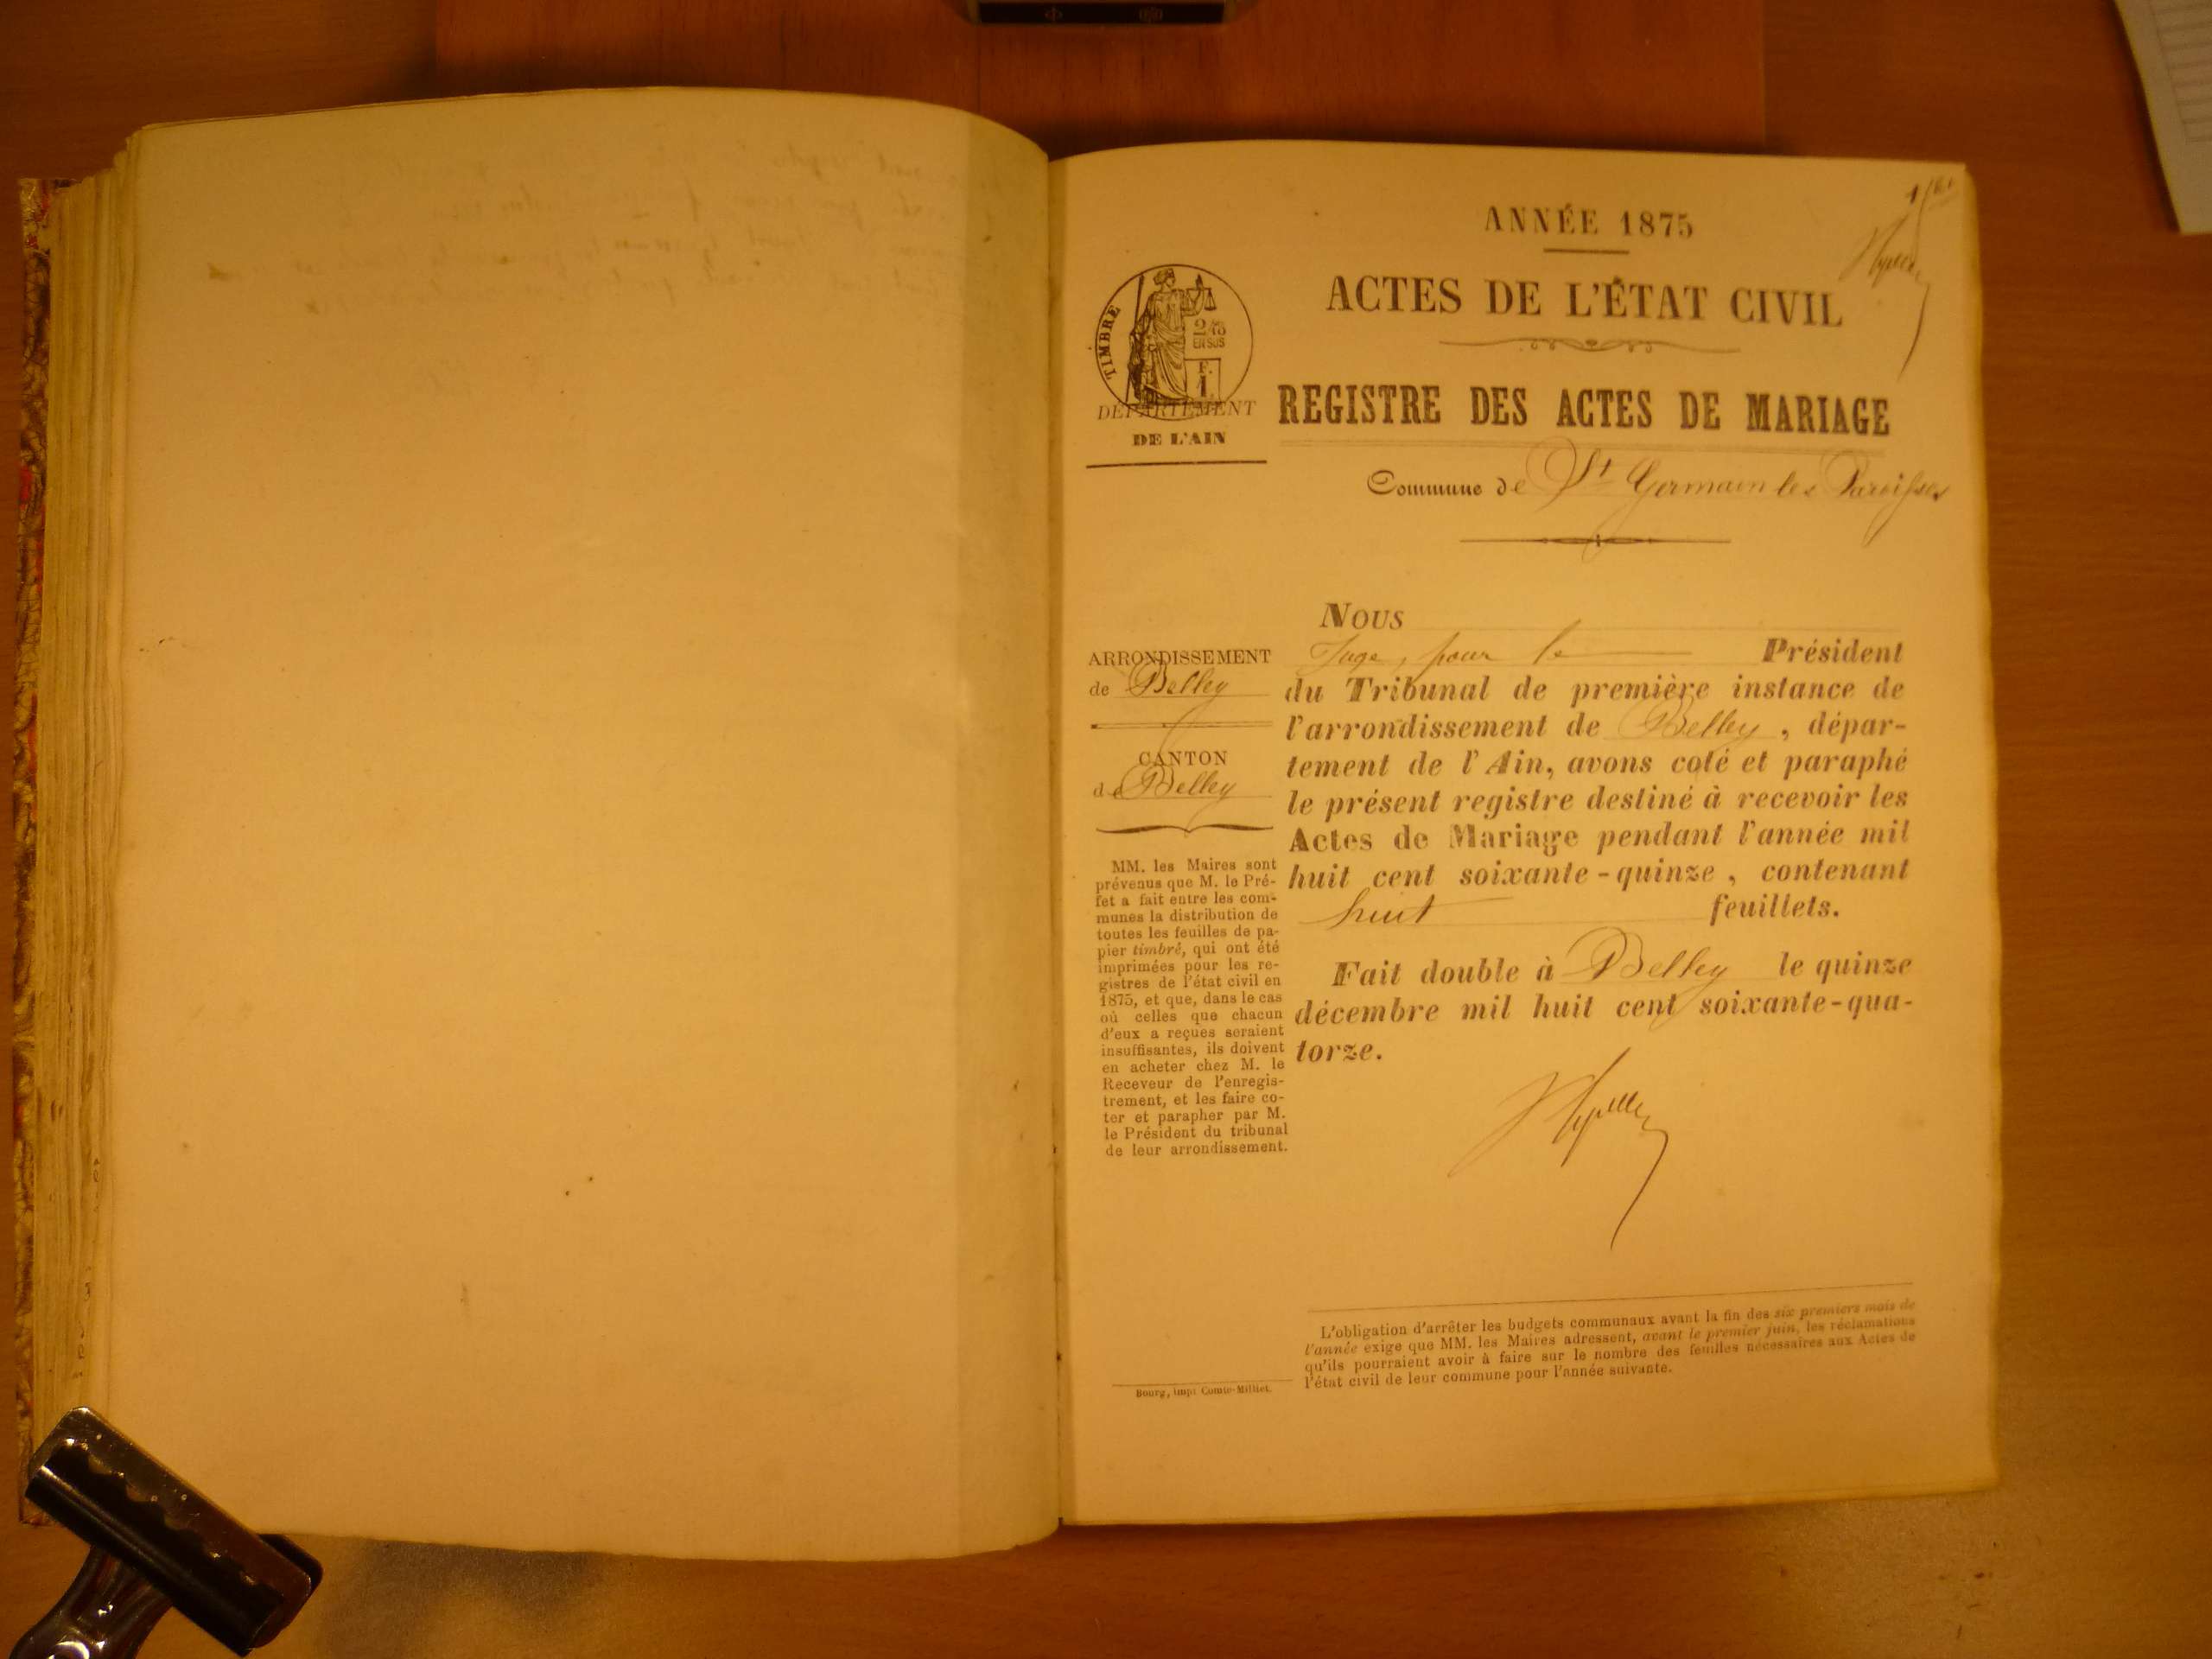 ANNÉE 1875
ACTES DE L'ÉTAT CIVIL
TIMBRE
2/10
EN SUS
F.
1
DÉPARTEMENT
DE L'AIN
REGISTRE DES ACTES DE MARIAGE
Commune de St Germain les Paroisses
ARRONDISSEMENT
de Belley
CANTON
de Belley
MM. les Maires sont
prévenus que M. le Pré-
fet a fait entre les com-
munes la distribution de
toutes les feuilles de pa-
pier timbré, qui ont été
imprimées pour les re-
gistres de l'état civil en
1875, et que, dans le cas
où celles que chacun
d'eux a reçues seraient
insuffisantes, ils doivent
en acheter chez M. le
Receveur de l'enregis-
trement, et les faire co-
ter et parapher par M.
le Président du tribunal
de leur arrondissement.
NOUS
Juge, pour le Président
du Tribunal de première instance de
l'arrondissement de Belley, dépar-
tement de l'Ain, avons coté et paraphé
le présent registre destiné à recevoir les
Actes de Mariage pendant l'année mil
huit cent soixante-quinze, contenant
huit feuillets.
Fait double à Belley le quinze
décembre mil huit cent soixante-qua-
torze.
L'obligation d'arrêter les budgets communaux avant la fin des six premiers mois de
l'année exige que MM. les Maires adressent, avant le premier juin, les réclamations
qu'ils pourraient avoir à faire sur le nombre des feuilles nécessaires aux Actes de
l'état civil de leur commune pour l'année suivante.
Bourg, imp. Comte-Milliet.